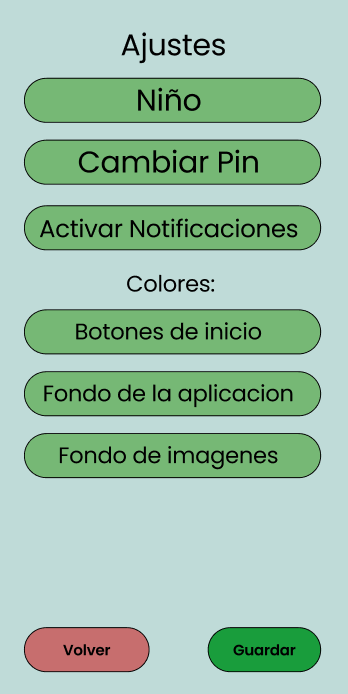 Ajustes
Niño
Cambiar Pin
Activar Notificaciones
Colores:
Botones de inicio
Fondo de la aplicacion
Fondo de imagenes
Volver
Guardar